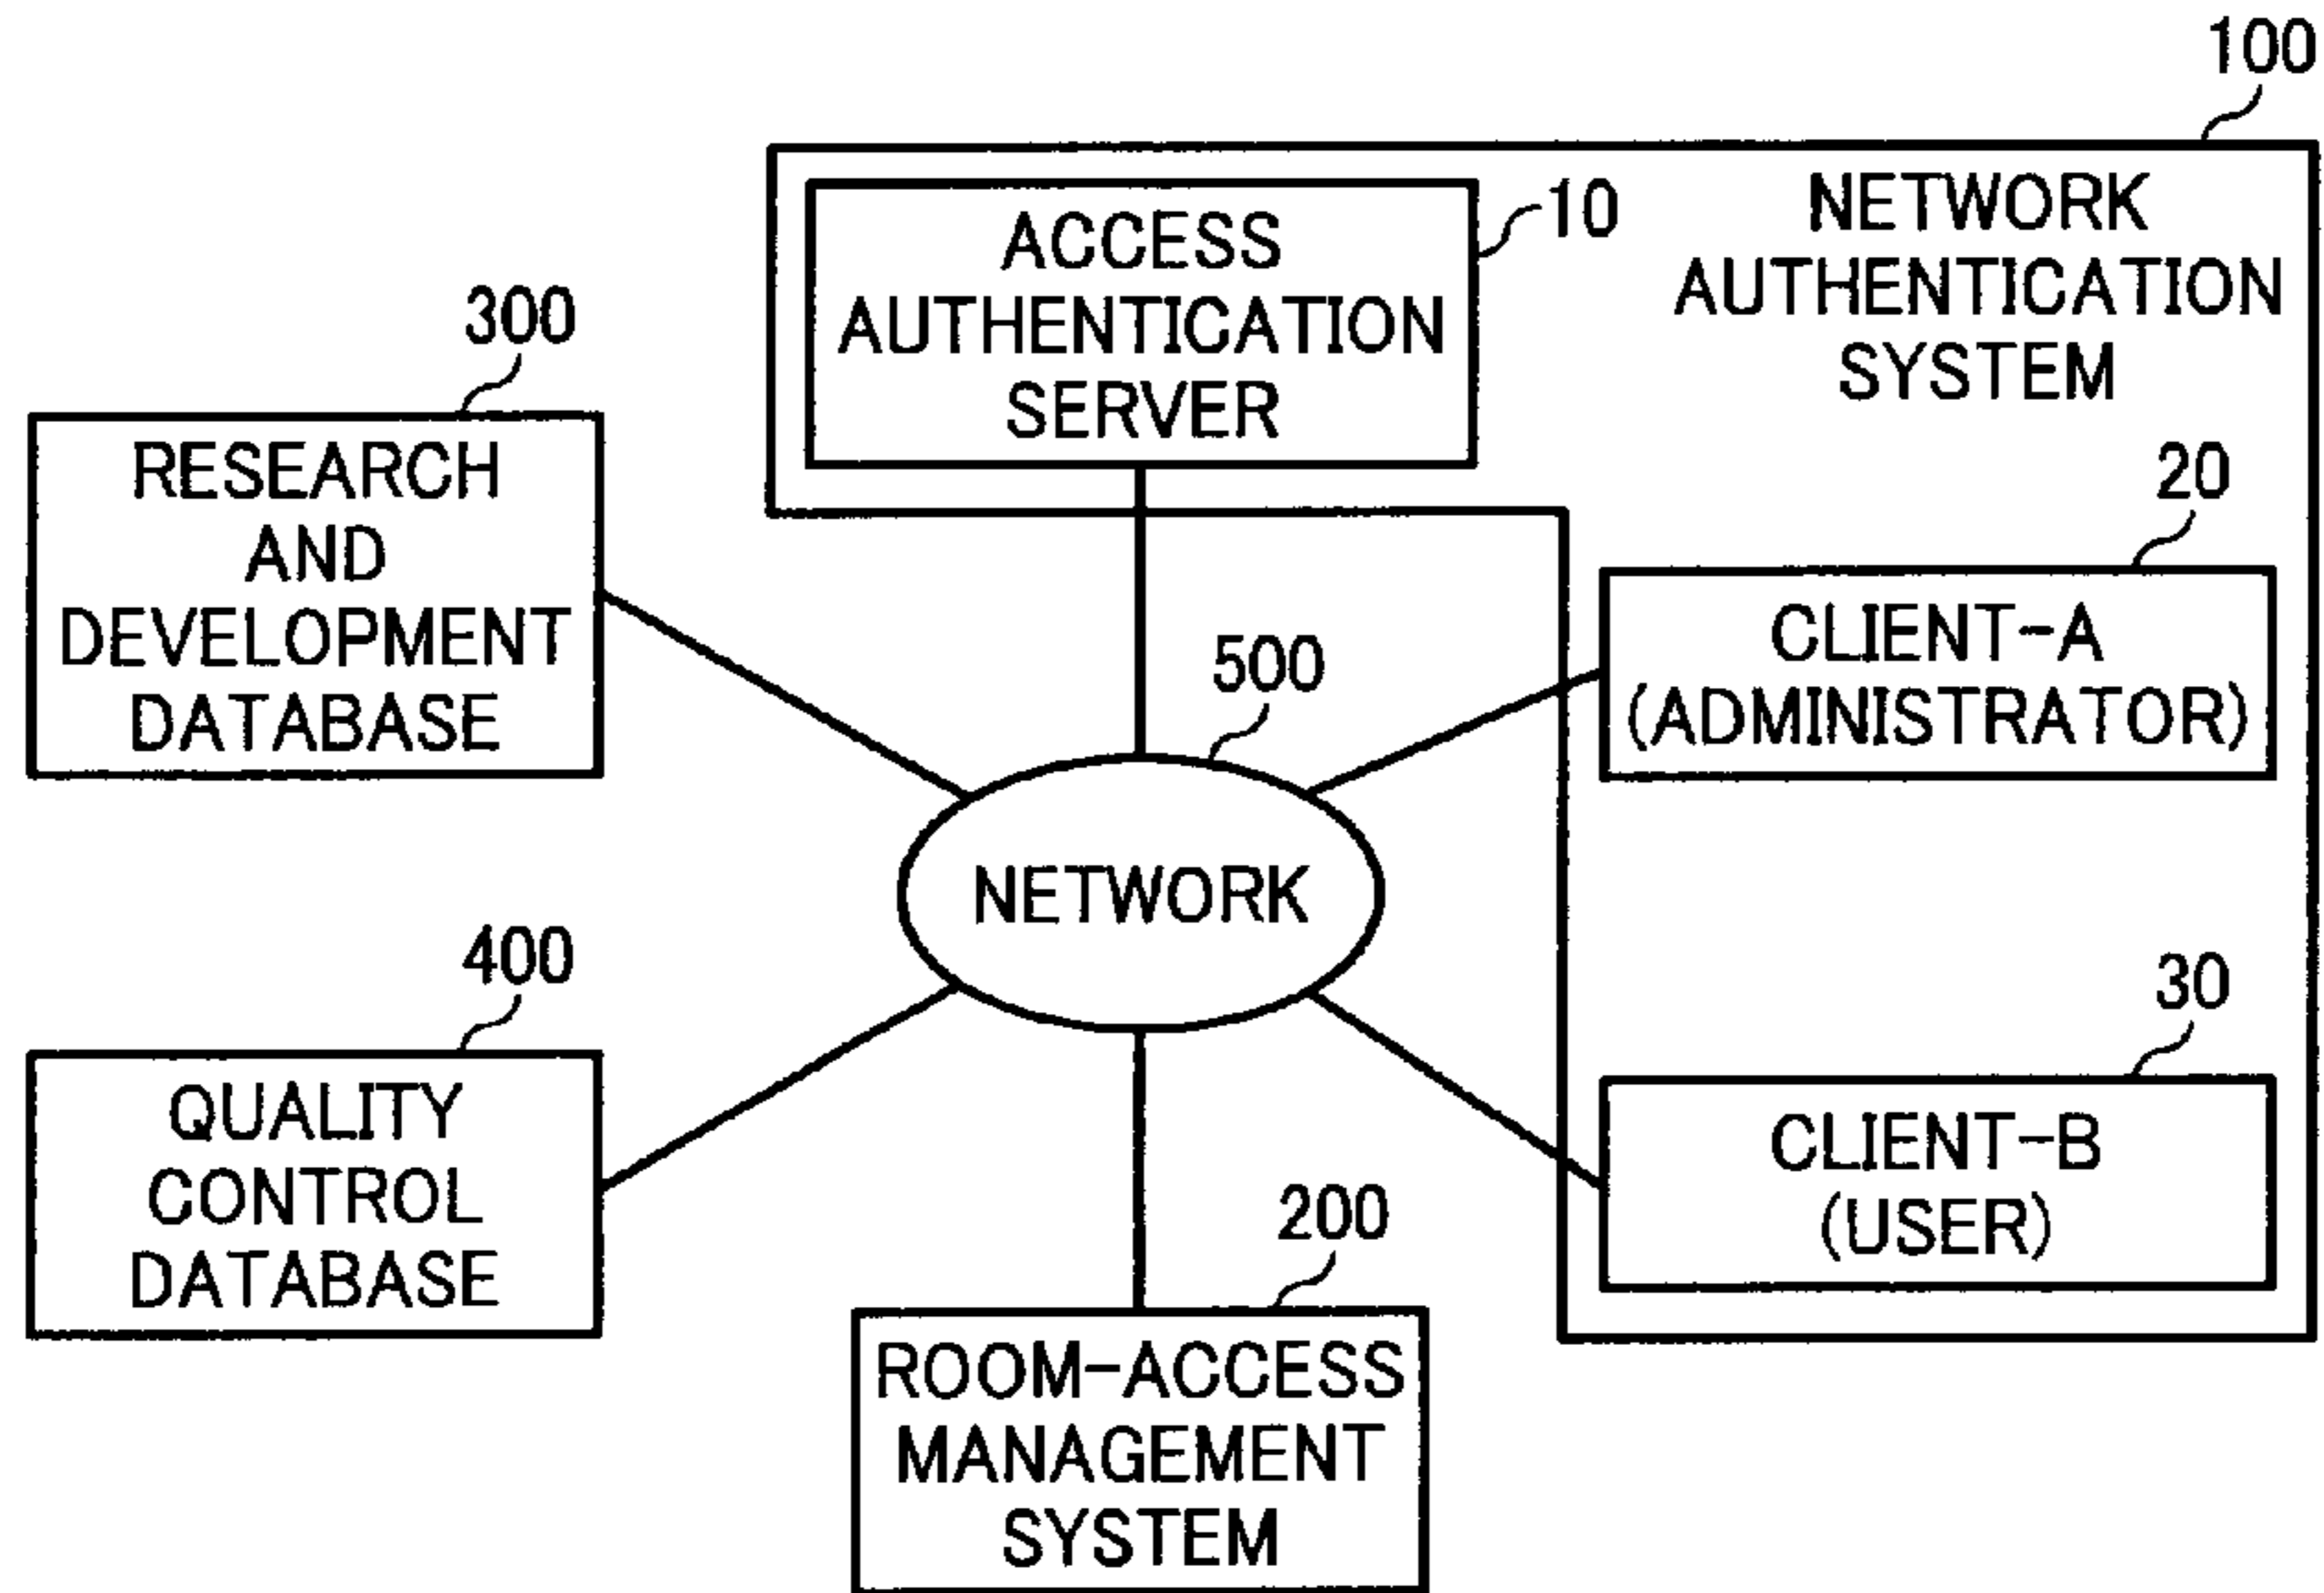 100
ACCESS
AUTHENTICATION
SERVER
10
NETWORK
AUTHENTICATION
SYSTEM
300
RESEARCH
AND
DEVELOPMENT
DATABASE
20
CLIENT-A
(ADMINISTRATOR)
500
NETWORK
400
QUALITY
CONTROL
DATABASE
30
CLIENT-B
(USER)
200
ROOM-ACCESS
MANAGEMENT
SYSTEM